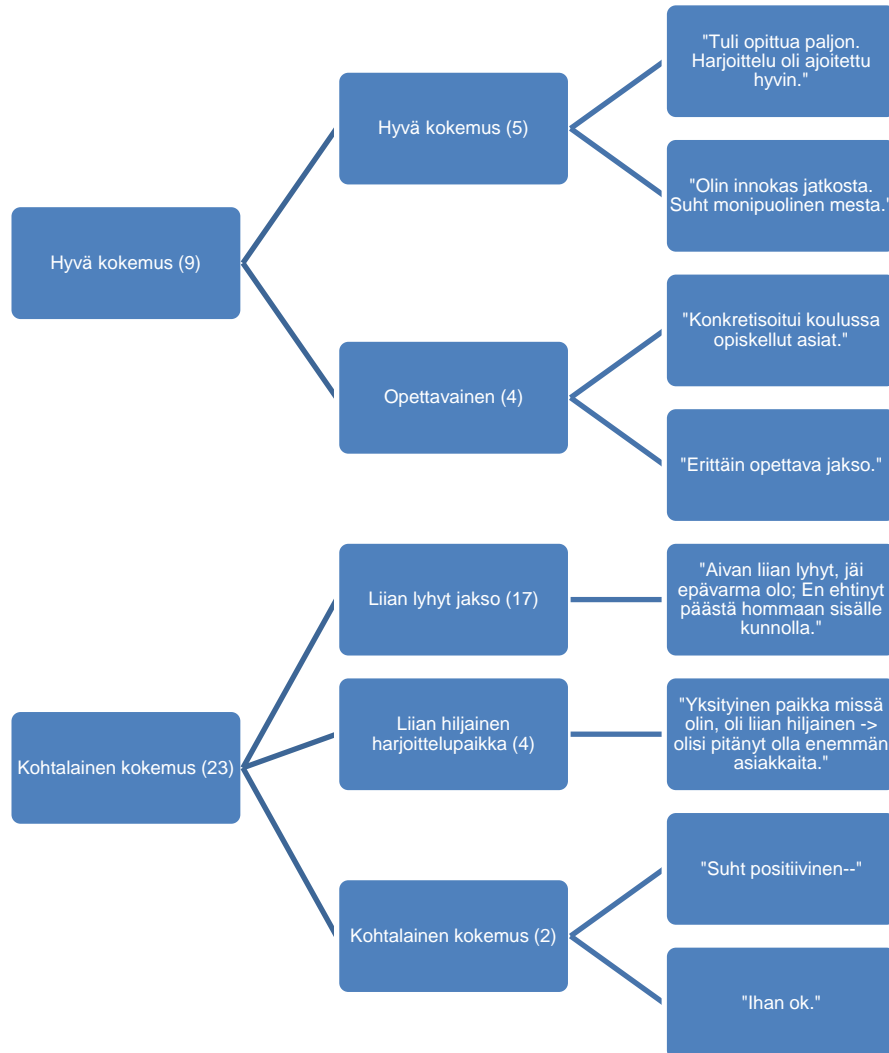 Hyvä kokemus (9)
Hyvä kokemus (5)
"Tuli opittua paljon.
Harjoittelu oli ajoitettu
hyvin."
"Olin innokas jatkosta.
Suht monipuolinen mesta."
Opettavainen (4)
"Konkretisoitui koulussa
opiskellut asiat."
"Erittäin opettava jakso."
Kohtalainen kokemus (23)
Liian lyhyt jakso (17)
"Aivan liian lyhyt, jäi
epävarma olo; En ehtinyt
päästä hommaan sisälle
kunnolla."
Liian hiljainen
harjoittelupaikka (4)
"Yksityinen paikka missä
olin, oli liian hiljainen ->
olisi pitänyt olla enemmän
asiakkaita."
Kohtalainen kokemus (2)
"Suht positiivinen--"
"Ihan ok."